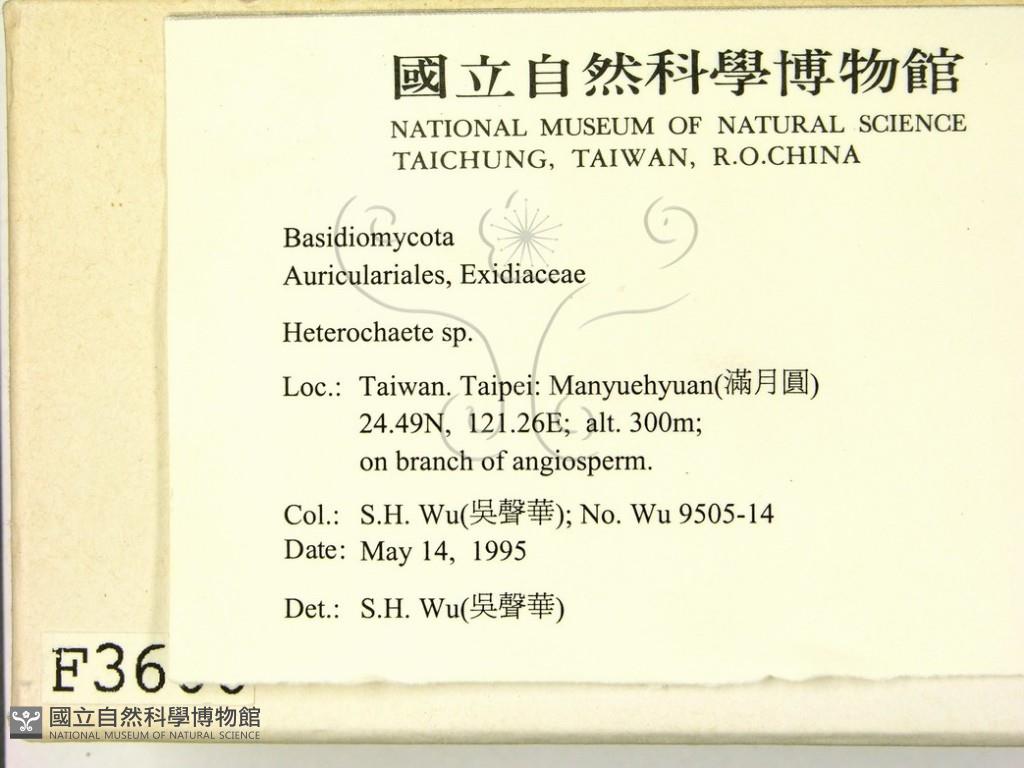 國立自然科學博物館
NATIONAL MUSEUM OF NATURAL SCIENCE
TAICHUNG, TAIWAN, R.O.CHINA
Basidiomycota
Auriculariales, Exidiaceae
Heterochaete sp.
Loc.: Taiwan. Taipei: Manyuehyuan(滿月圓)
24.49N, 121.26E; alt. 300m;
on branch of angiosperm.
Col.: S.H. Wu(吳聲華); No. Wu 9505-14
Date: May 14, 1995
Det.: S.H. Wu(吳聲華)
國立自然科學博物館
NATIONAL MUSEUM OF NATURAL SCIENCE